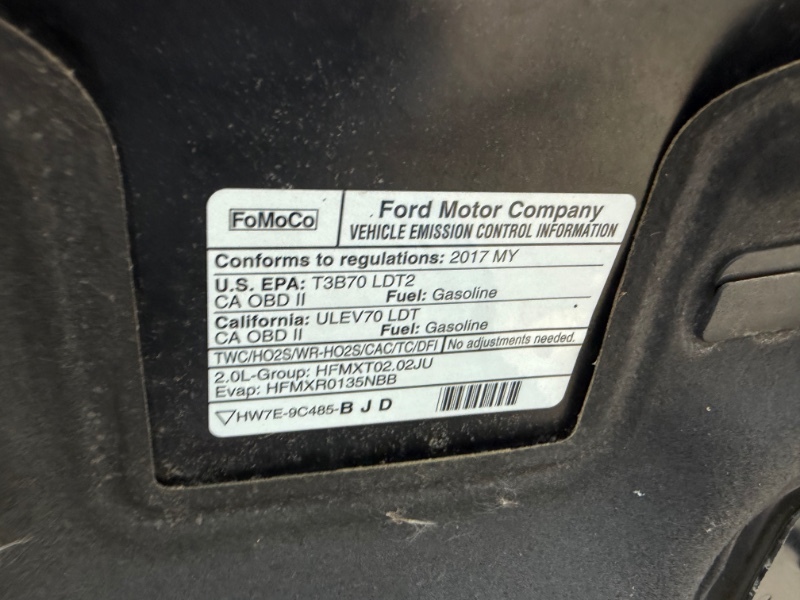 FoMoCo
Ford Motor Company
VEHICLE EMISSION CONTROL INFORMATION
Conforms to regulations: 2017 MY
U.S. EPA: T3B70 LDT2
CA OBD II Fuel: Gasoline
California: ULEV70 LDT
CA OBD II Fuel: Gasoline
TWC/HO2S/WR-HO2S/CAC/TC/DFI No adjustments needed.
2.0L-Group: HFMXT02.02JU
Evap: HFMXR0135NBB
HW7E-9C485-B J D